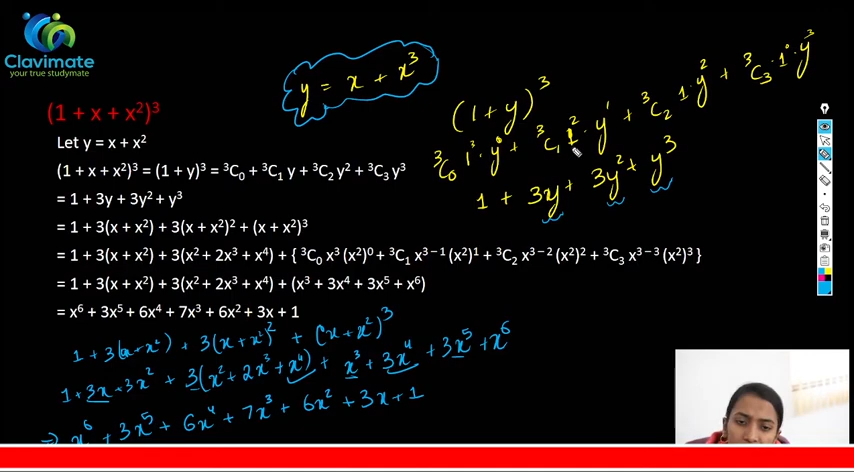 Clavimate
your true studymate
y = x + x³
(1 + x + x²)³
Let y = x + x²
(1 + x + x²)³ = (1 + y)³ = ³C₀ + ³C₁ y + ³C₂ y² + ³C₃ y³
= 1 + 3y + 3y² + y³
= 1 + 3(x + x²) + 3(x + x²)² + (x + x²)³
= 1 + 3(x + x²) + 3(x² + 2x³ + x⁴) + { ³C₀ x³ (x²)⁰ + ³C₁ x³⁻¹ (x²)¹ + ³C₂ x³⁻² (x²)² + ³C₃ x³⁻³ (x²)³ }
= 1 + 3(x + x²) + 3(x² + 2x³ + x⁴) + (x³ + 3x⁴ + 3x⁵ + x⁶)
= x⁶ + 3x⁵ + 6x⁴ + 7x³ + 6x² + 3x + 1
(1 + y)³
³C₀ 1³ · y⁰ + ³C₁ 1² · y¹ + ³C₂ 1 · y² + ³C₃ · 1⁰ · y³
1 + 3y + 3y² + y³
1 + 3(x + x²) + 3(x + x²)² + (x + x²)³
1 + 3x + 3x² + 3(x² + 2x³ + x⁴) + x³ + 3x⁴ + 3x⁵ + x⁶
⇒ x⁶ + 3x⁵ + 6x⁴ + 7x³ + 6x² + 3x + 1